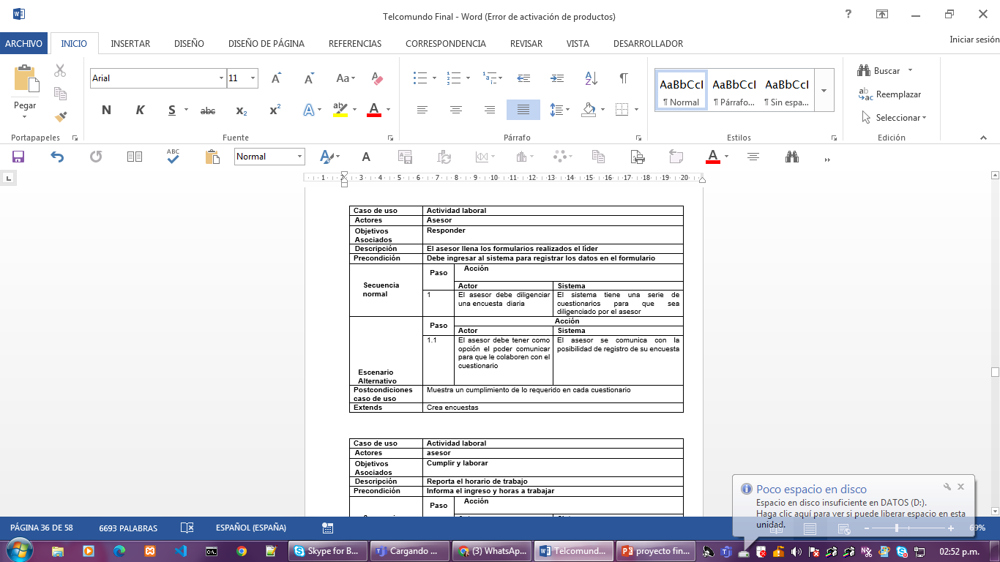 Telcomundo Final - Word (Error de activación de productos)
ARCHIVO INICIO INSERTAR DISEÑO DISEÑO DE PÁGINA REFERENCIAS CORRESPONDENCIA REVISAR VISTA DESARROLLADOR Iniciar sesión
Pegar
Portapapeles
Arial 11
Aa
N K S abc x₂ x² A ab A
Fuente
Párrafo
AaBbCcI AaBbCcI AaBbCcI
¶ Normal ¶ Párrafo... ¶ Sin espa...
Estilos
Buscar
Reemplazar
Seleccionar
Edición
ABC Normal A A A
1 2 3 4 5 6 7 8 9 10 11 12 13 14 15 16 17 18 19 20
Caso de uso Actividad laboral
Actores Asesor
Objetivos Asociados Responder
Descripción El asesor llena los formularios realizados el líder
Precondición Debe ingresar al sistema para registrar los datos en el formulario
Secuencia normal
Paso Acción
Actor Sistema
1 El asesor debe diligenciar una encuesta diaria
El sistema tiene una serie de cuestionarios para que sea diligenciado por el asesor
Escenario Alternativo
Paso Acción
Actor Sistema
1.1 El asesor debe tener como opción el poder comunicar para que le colaboren con el cuestionario
El asesor se comunica con la posibilidad de registro de su encuesta
Postcondiciones caso de uso Muestra un cumplimiento de lo requerido en cada cuestionario
Extends Crea encuestas
Caso de uso Actividad laboral
Actores asesor
Objetivos Asociados Cumplir y laborar
Descripción Reporta el horario de trabajo
Precondición Informa el ingreso y horas a trabajar
Paso Acción
Poco espacio en disco
Espacio en disco insuficiente en DATOS (D:).
Haga clic aquí para ver si puede liberar espacio en esta
unidad.
PÁGINA 36 DE 58 6693 PALABRAS ESPAÑOL (ESPAÑA) 69%
Skype for B... Cargando ... (3) WhatsAp... Telcomund... proyecto fin... 02:52 p.m.